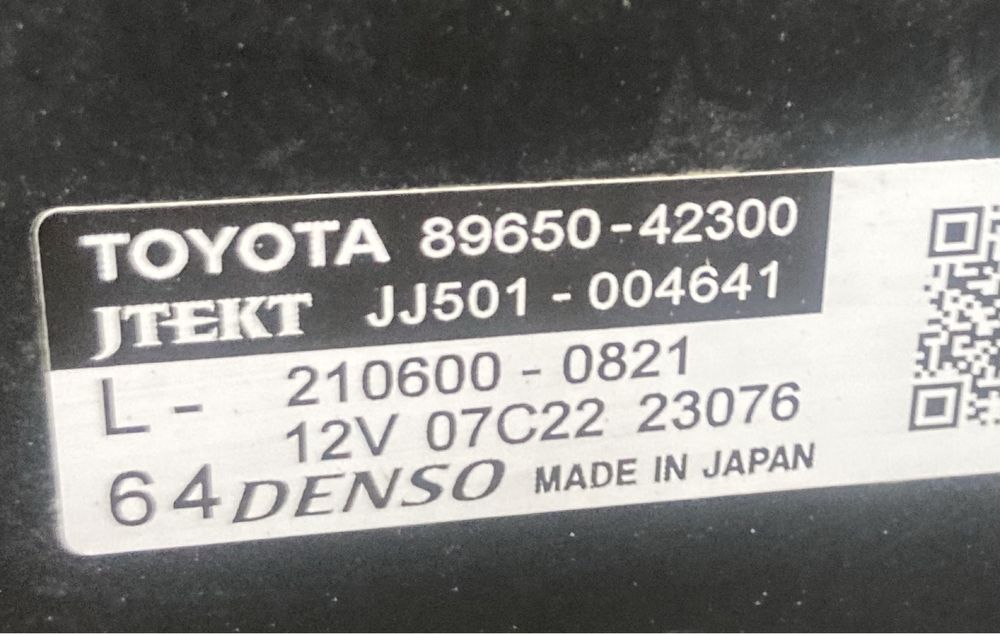 TOYOTA 89650-42300
JTEKT JJ501-004641
L- 210600-0821
12V 07C22 23076
64 DENSO MADE IN JAPAN